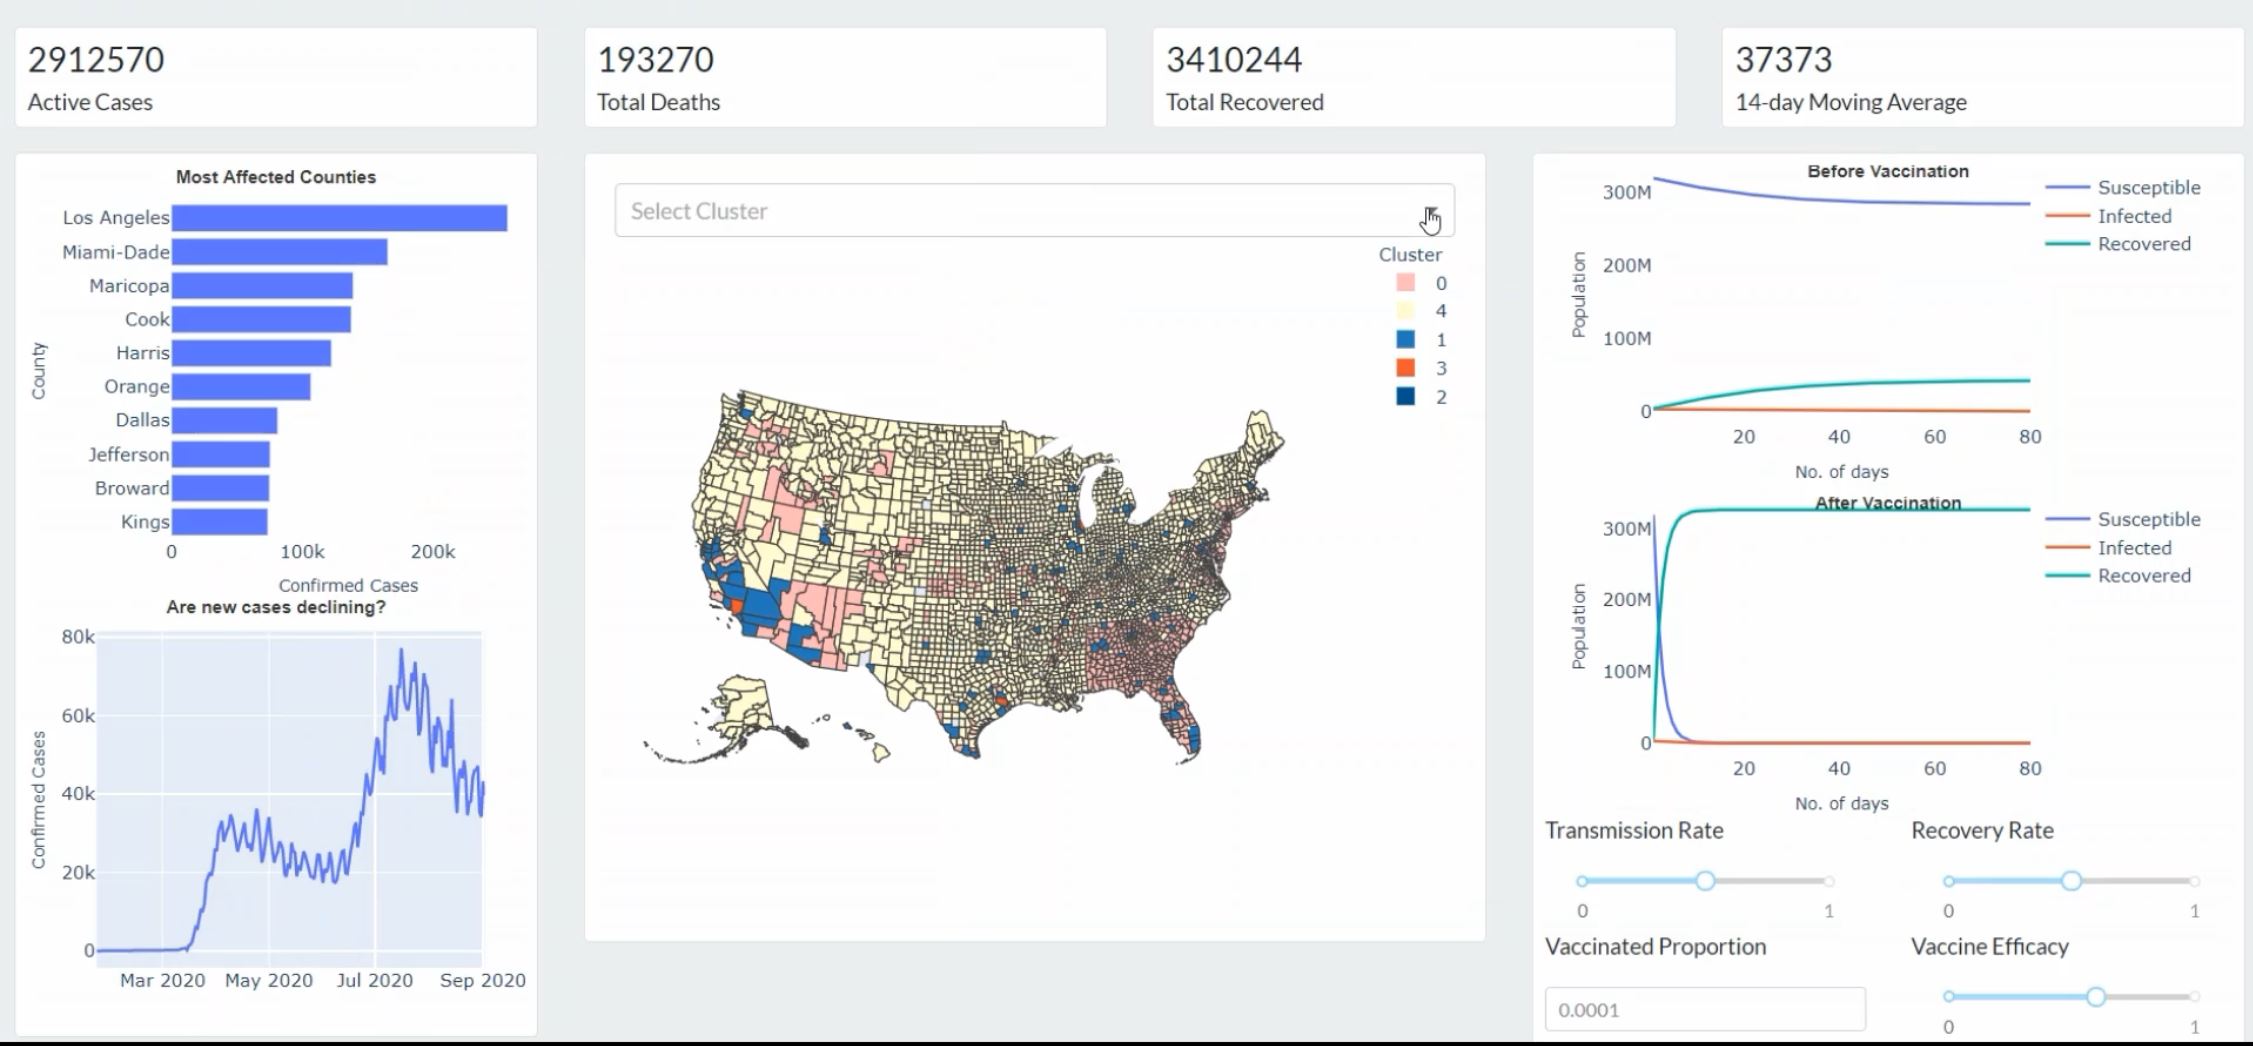 2912570
Active Cases
193270
Total Deaths
3410244
Total Recovered
37373
14-day Moving Average
Most Affected Counties
County
Los Angeles
Miami-Dade
Maricopa
Cook
Harris
Orange
Dallas
Jefferson
Broward
Kings
0 100k 200k
Confirmed Cases
Are new cases declining?
Confirmed Cases
80k
60k
40k
20k
0
Mar 2020 May 2020 Jul 2020 Sep 2020
Select Cluster
Cluster
0
4
1
3
2
Before Vaccination
Population
300M
200M
100M
0
20 40 60 80
No. of days
Susceptible
Infected
Recovered
After Vaccination
Population
300M
200M
100M
0
20 40 60 80
No. of days
Susceptible
Infected
Recovered
Transmission Rate
0 1
Recovery Rate
0 1
Vaccinated Proportion
0.0001
Vaccine Efficacy
0 1